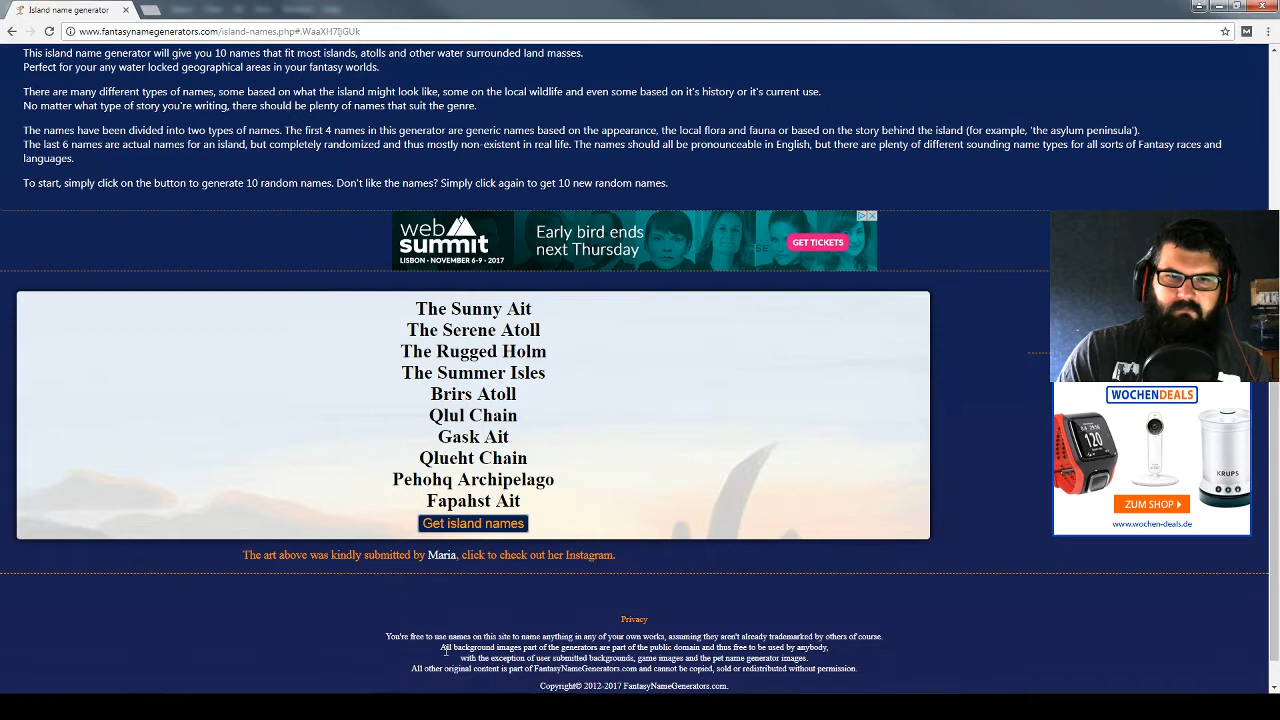 Island name generator
www.fantasynamegenerators.com/island-names.php#.WaaXH7IjGUk
This island name generator will give you 10 names that fit most islands, atolls and other water surrounded land masses.
Perfect for your any water locked geographical areas in your fantasy worlds.
There are many different types of names, some based on what the island might look like, some on the local wildlife and even some based on it's history or it's current use.
No matter what type of story you're writing, there should be plenty of names that suit the genre.
The names have been divided into two types of names. The first 4 names in this generator are generic names based on the appearance, the local flora and fauna or based on the story behind the island (for example, 'the asylum peninsula').
The last 6 names are actual names for an island, but completely randomized and thus mostly non-existent in real life. The names should all be pronounceable in English, but there are plenty of different sounding name types for all sorts of Fantasy races and
languages.
To start, simply click on the button to generate 10 random names. Don't like the names? Simply click again to get 10 new random names.
web
summit
LISBON • NOVEMBER 6-9 • 2017
Early bird ends
next Thursday
GET TICKETS
The Sunny Ait
The Serene Atoll
The Rugged Holm
The Summer Isles
Brirs Atoll
Qlul Chain
Gask Ait
Qlueht Chain
Pehohq Archipelago
Fapahst Ait
Get island names
The art above was kindly submitted by Maria, click to check out her Instagram.
WOCHENDEALS
120
KRUPS
ZUM SHOP
www.wochen-deals.de
Privacy
You're free to use names on this site to name anything in any of your own works, assuming they aren't already trademarked by others of course.
All background images part of the generators are part of the public domain and thus free to be used by anybody,
with the exception of user submitted backgrounds, game images and the pet name generator images.
All other original content is part of FantasyNameGenerators.com and cannot be copied, sold or redistributed without permission.
Copyright© 2012-2017 FantasyNameGenerators.com.